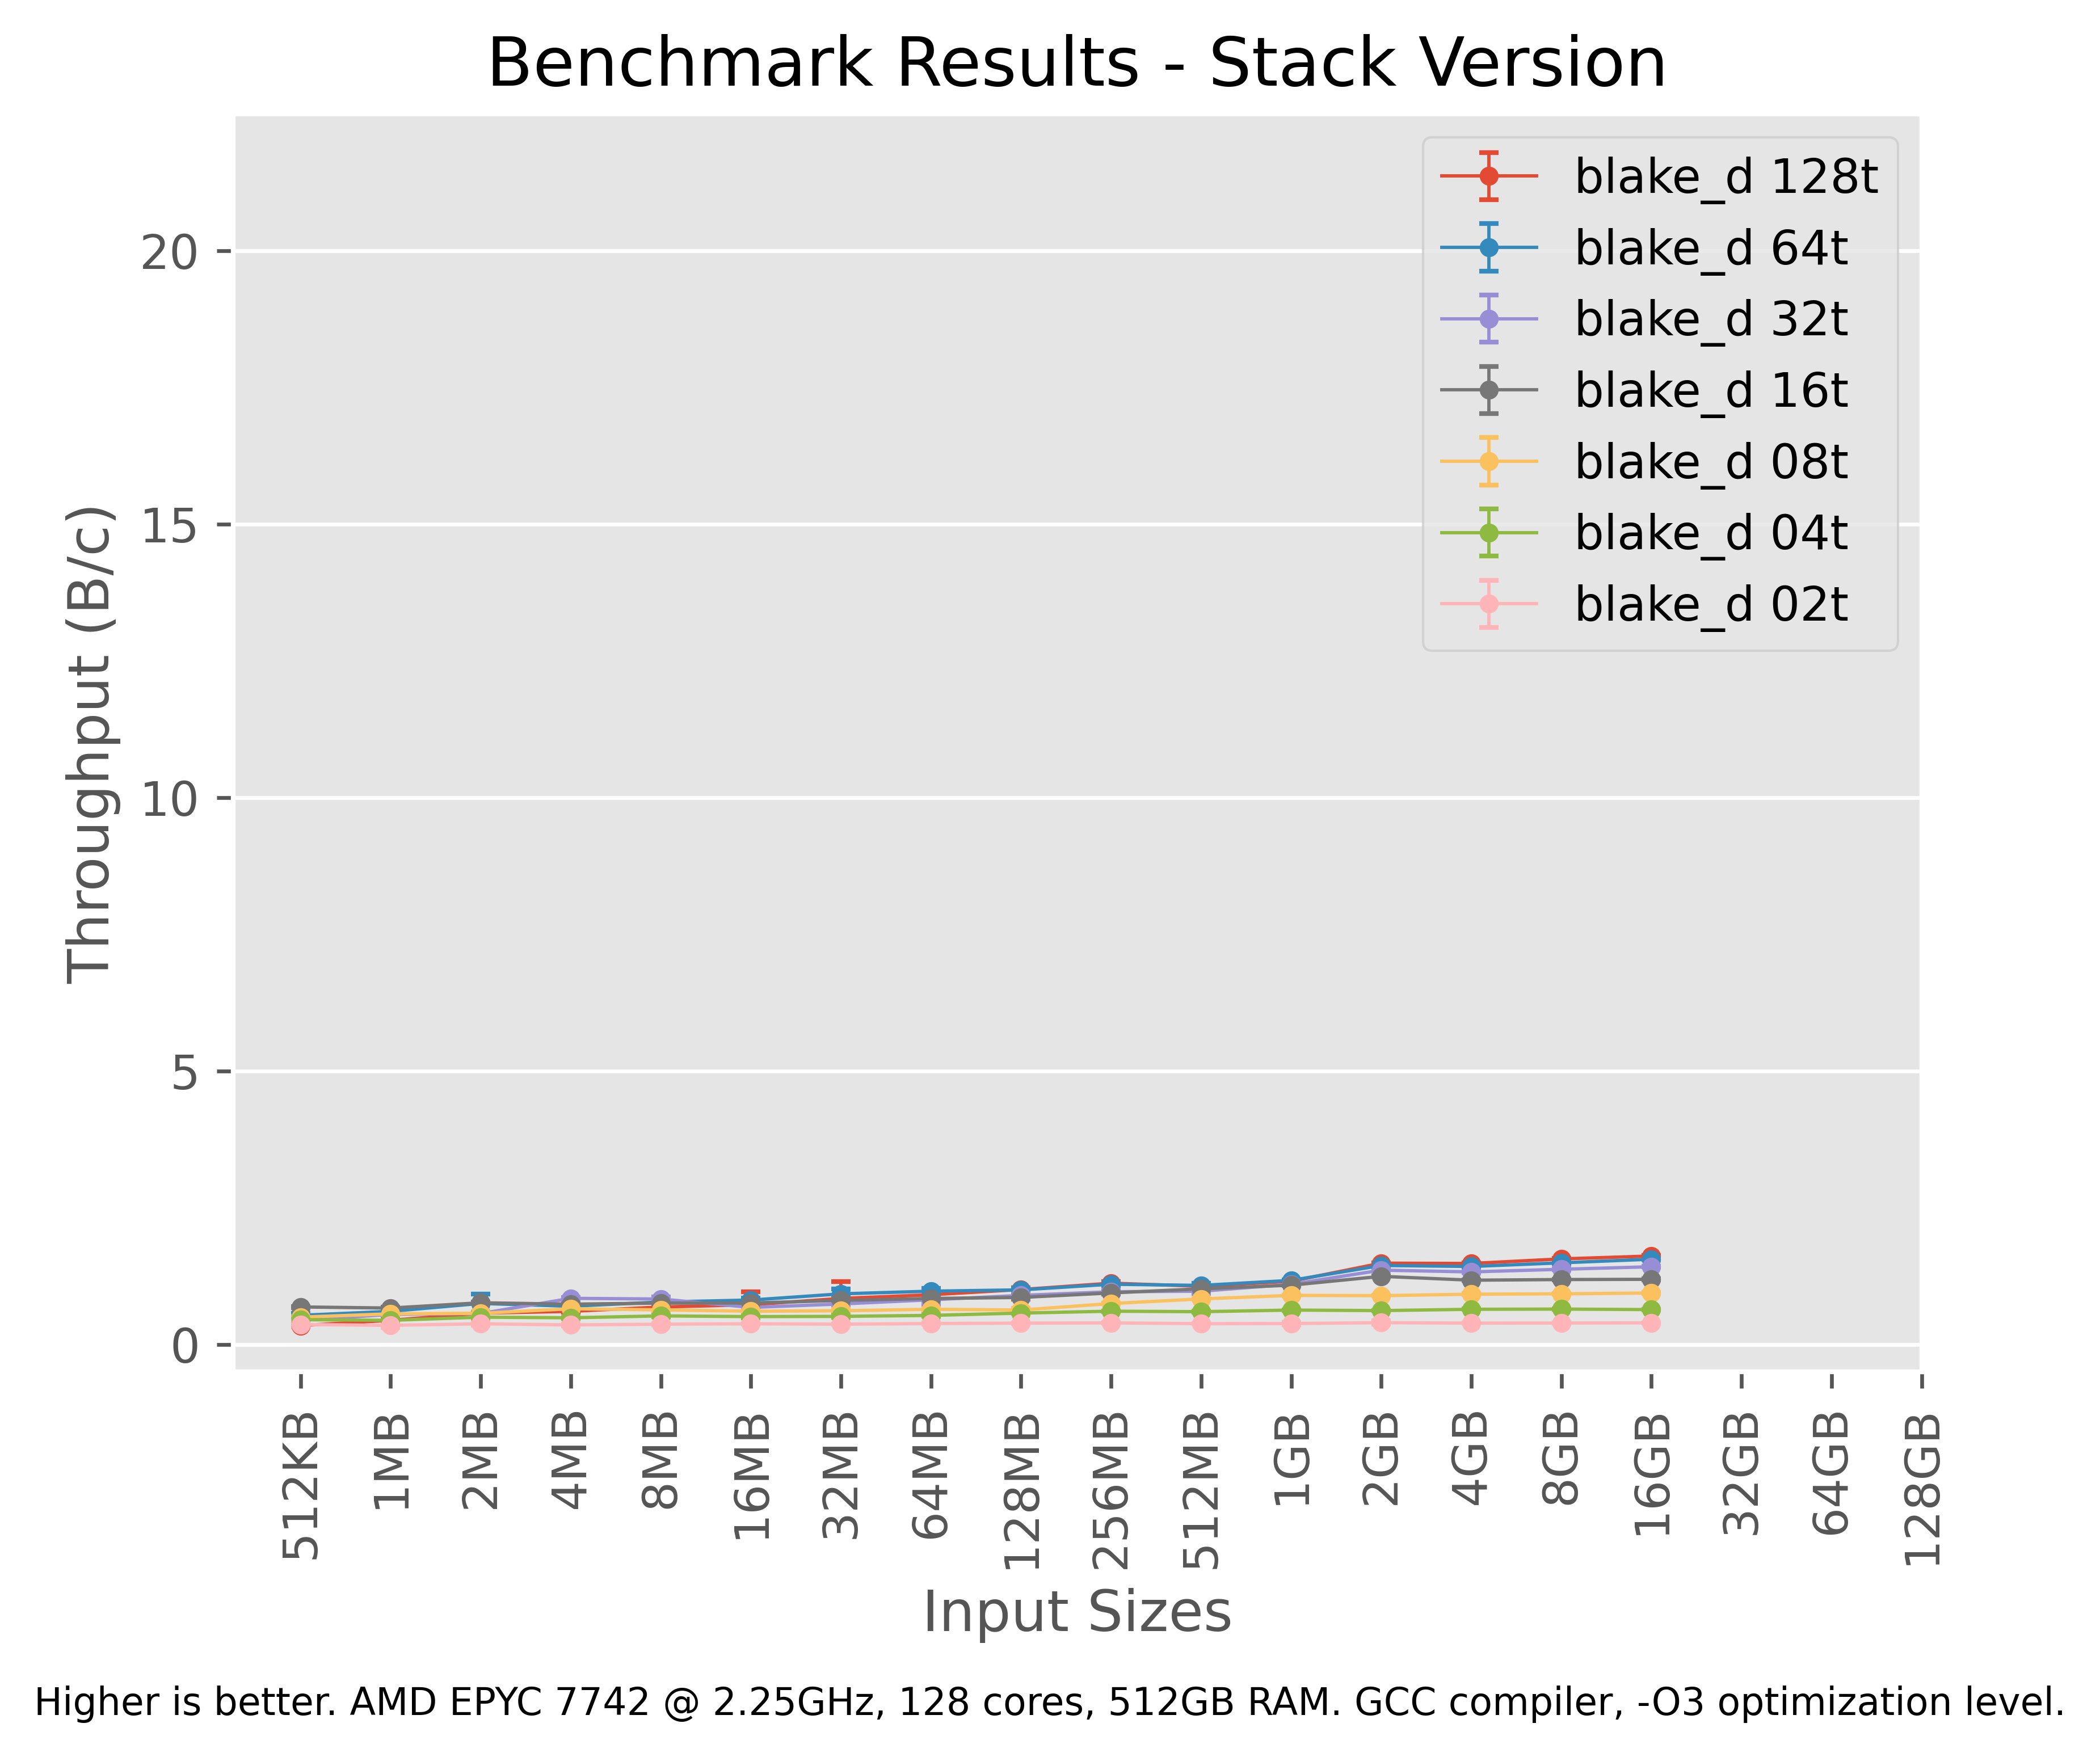 Benchmark Results - Stack Version
blake_d 128t
blake_d 64t
blake_d 32t
blake_d 16t
blake_d 08t
blake_d 04t
blake_d 02t
Throughput (B/c)
20
15
10
5
0
512KB
1MB
2MB
4MB
8MB
16MB
32MB
64MB
128MB
256MB
512MB
1GB
2GB
4GB
8GB
16GB
32GB
64GB
128GB
Input Sizes
Higher is better. AMD EPYC 7742 @ 2.25GHz, 128 cores, 512GB RAM. GCC compiler, -O3 optimization level.